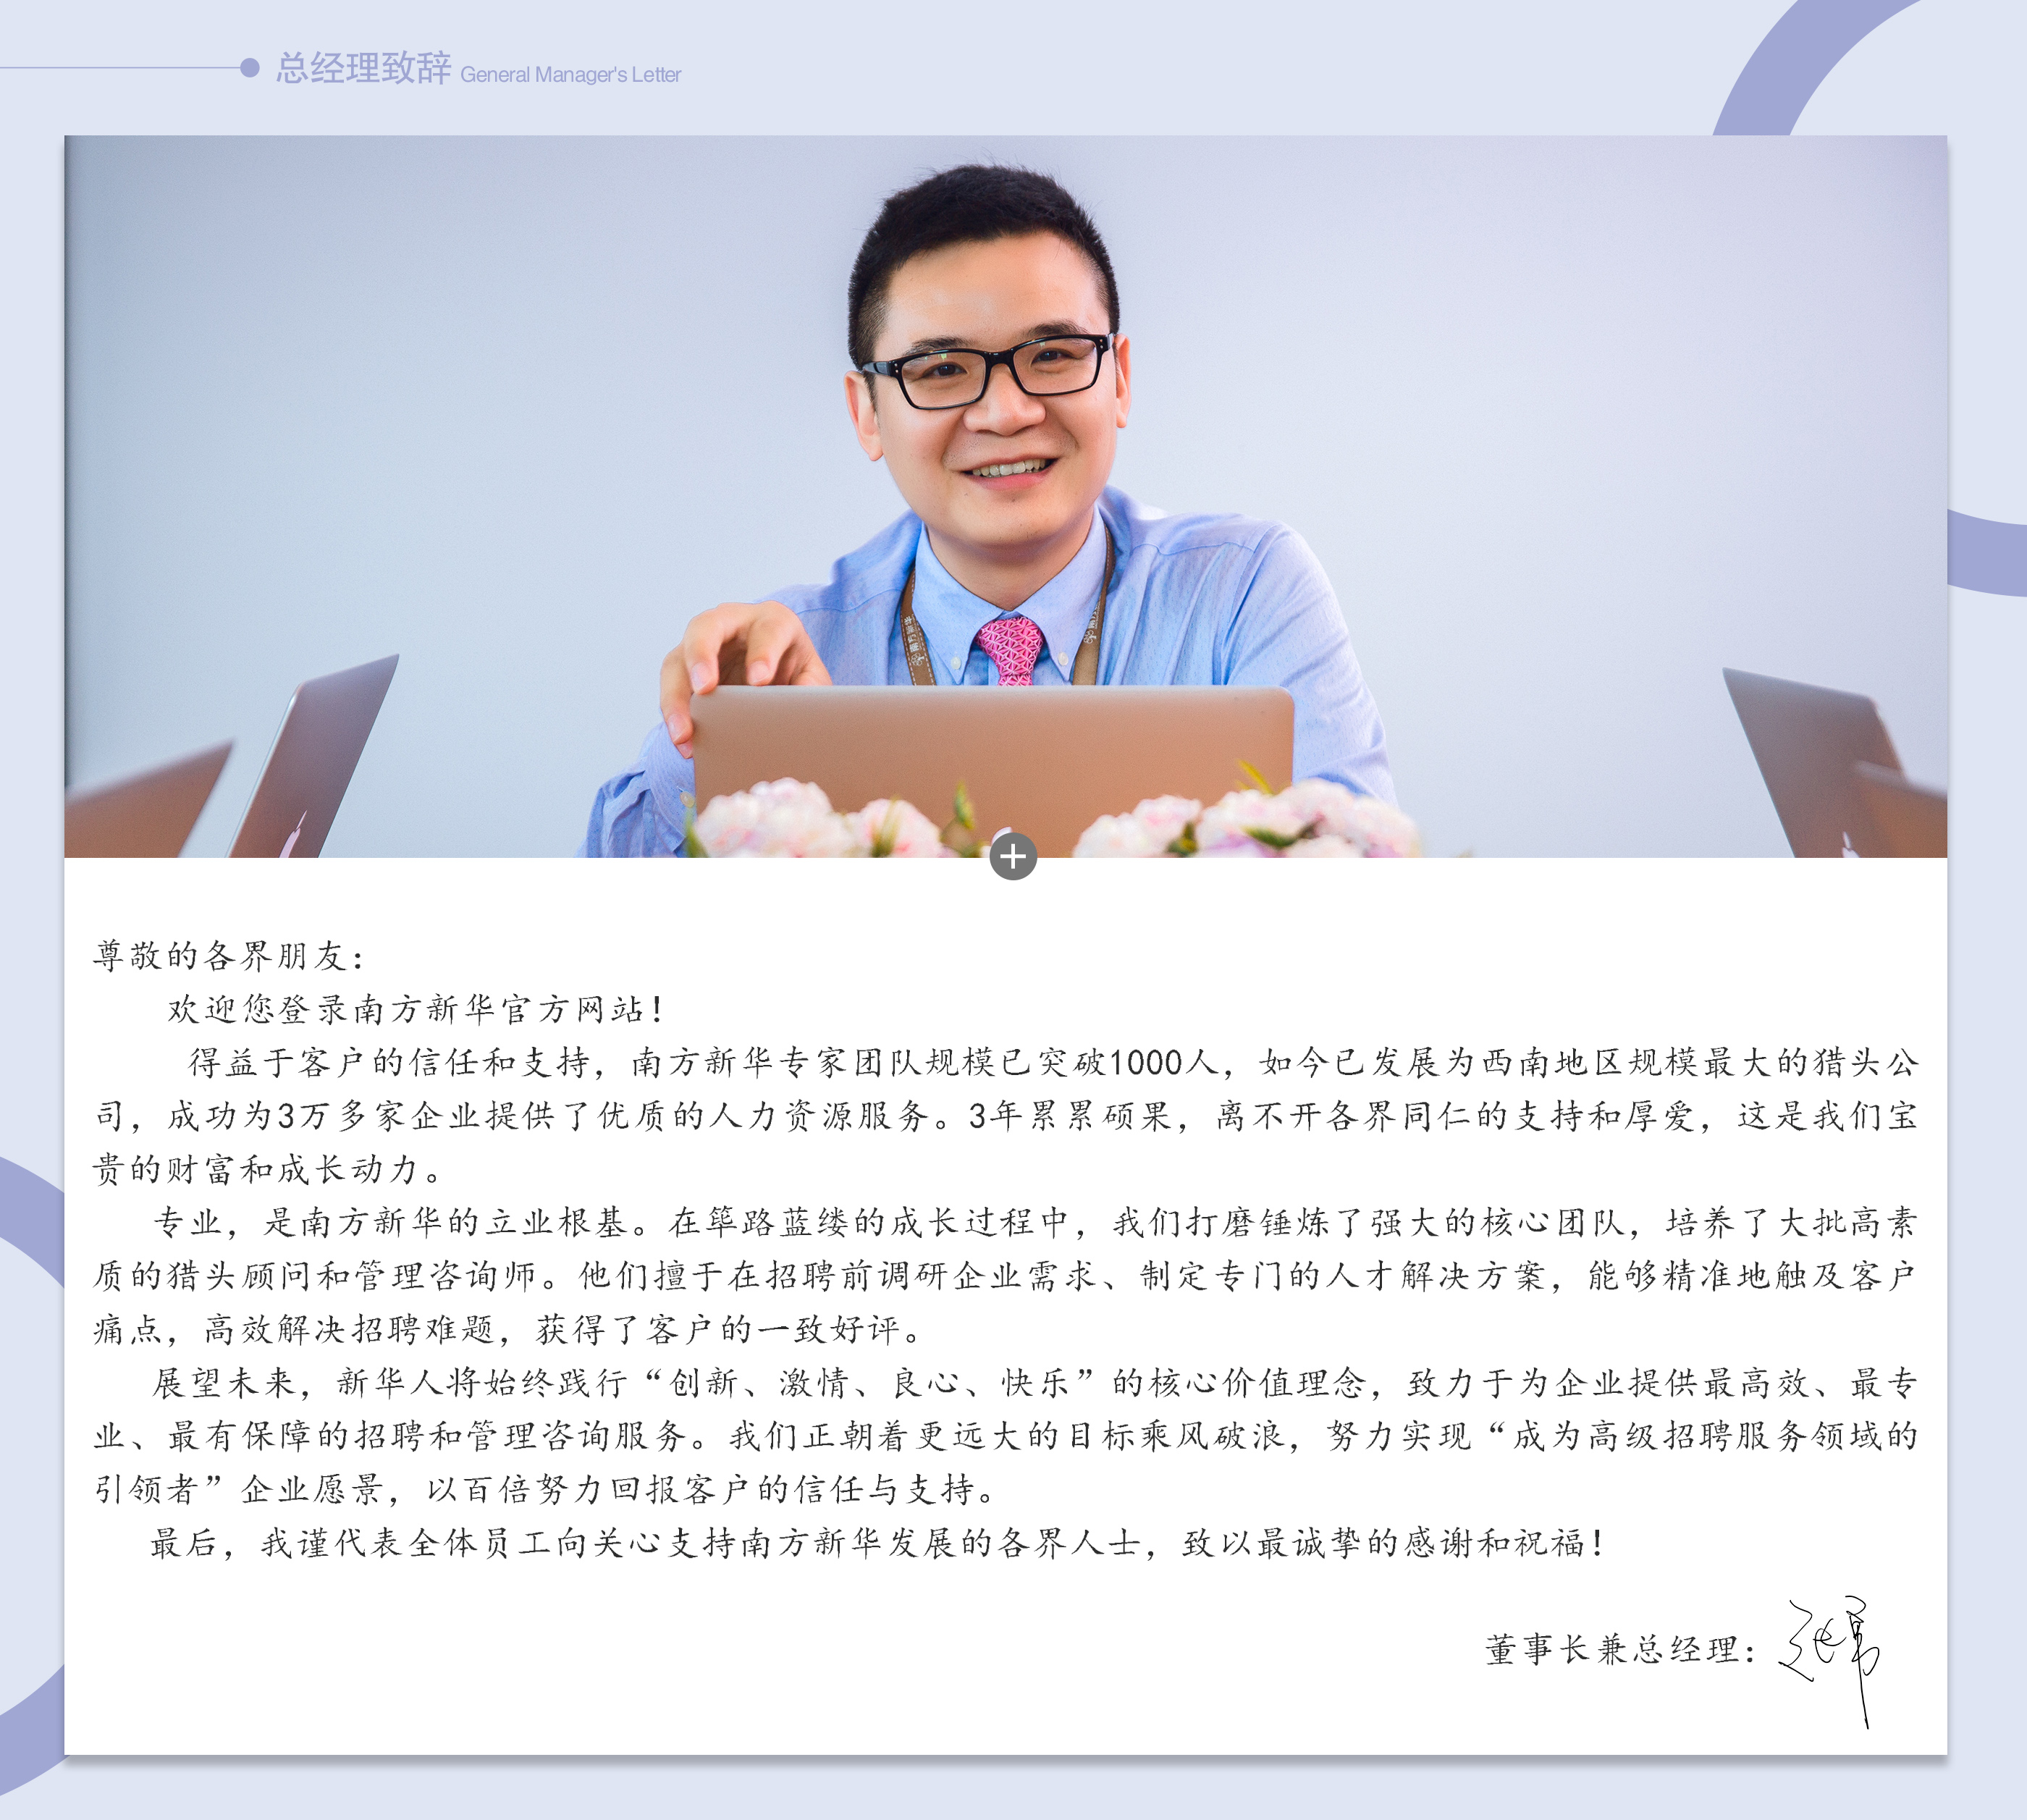 总经理致辞 General Manager's Letter
尊敬的各界朋友：
欢迎您登录南方新华官方网站！
得益于客户的信任和支持，南方新华专家团队规模已突破1000人，如今已发展为西南地区规模最大的猎头公
司，成功为3万多家企业提供了优质的人力资源服务。3年累累硕果，离不开各界同仁的支持和厚爱，这是我们宝
贵的财富和成长动力。
专业，是南方新华的立业根基。在筚路蓝缕的成长过程中，我们打磨锤炼了强大的核心团队，培养了大批高素
质的猎头顾问和管理咨询师。他们擅于在招聘前调研企业需求、制定专门的人才解决方案，能够精准地触及客户
痛点，高效解决招聘难题，获得了客户的一致好评。
展望未来，新华人将始终践行“创新、激情、良心、快乐”的核心价值理念，致力于为企业提供最高效、最专
业、最有保障的招聘和管理咨询服务。我们正朝着更远大的目标乘风破浪，努力实现“成为高级招聘服务领域的
引领者”企业愿景，以百倍努力回报客户的信任与支持。
最后，我谨代表全体员工向关心支持南方新华发展的各界人士，致以最诚挚的感谢和祝福！
董事长兼总经理：